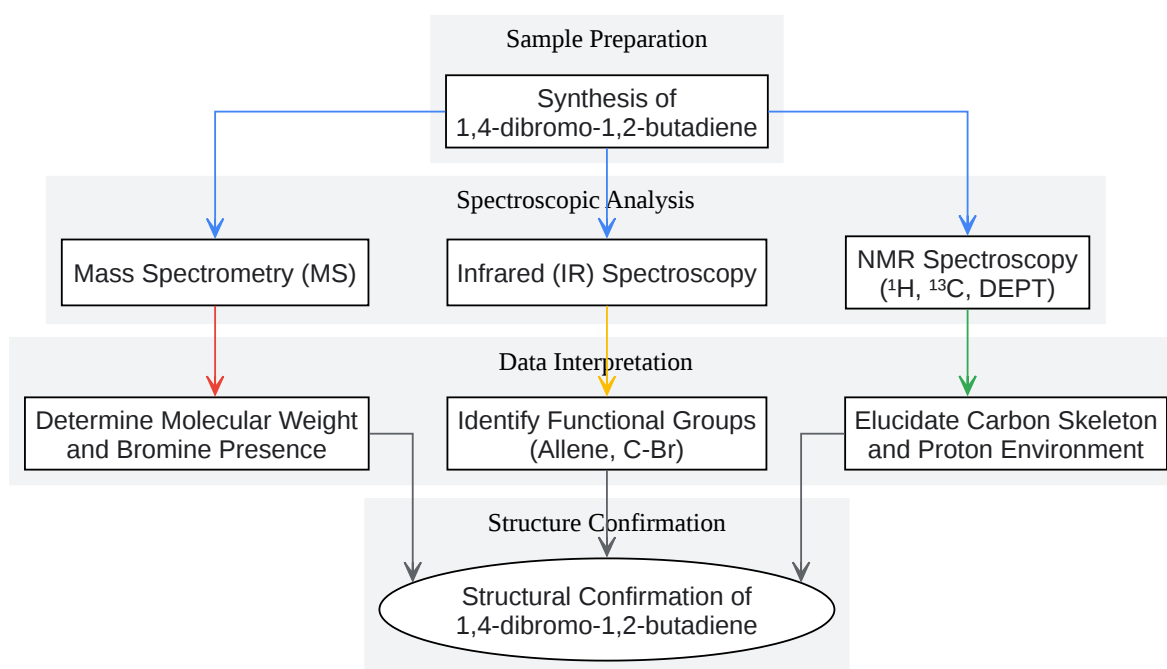 Sample Preparation
Synthesis of
1,4-dibromo-1,2-butadiene
Spectroscopic Analysis
Mass Spectrometry (MS)
Infrared (IR) Spectroscopy
NMR Spectroscopy
(¹H, ¹³C, DEPT)
Data Interpretation
Determine Molecular Weight
and Bromine Presence
Identify Functional Groups
(Allene, C-Br)
Elucidate Carbon Skeleton
and Proton Environment
Structure Confirmation
Structural Confirmation of
1,4-dibromo-1,2-butadiene